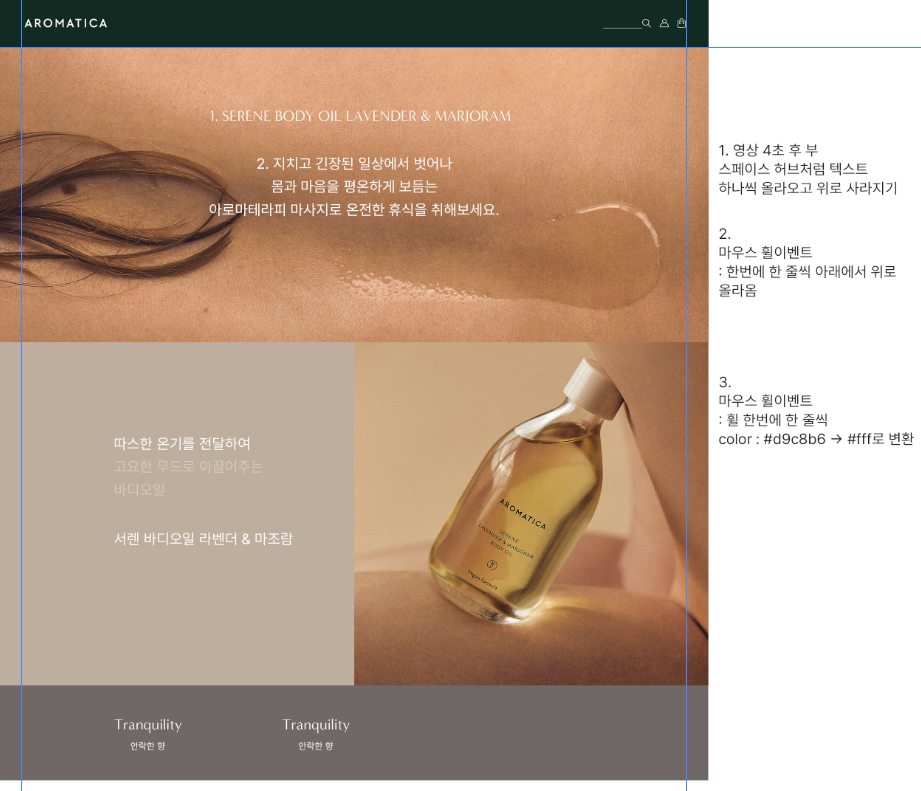 AROMATICA
1. SERENE BODY OIL LAVENDER & MARJORAM
2. 지치고 긴장된 일상에서 벗어나
몸과 마음을 평온하게 보듬는
아로마테라피 마사지로 온전한 휴식을 취해보세요.
1. 영상 4초 후 부
스페이스 허브처럼 텍스트
하나씩 올라오고 위로 사라지기
2.
마우스 휠이벤트
: 한번에 한 줄씩 아래에서 위로
올라옴
따스한 온기를 전달하여
고요한 무드로 이끌어주는
바디오일
서렌 바디오일 라벤더 & 마조람
AROMATICA
SERENE
LAVENDER & MARJORAM
BODY OIL
Vegan formula
3.
마우스 휠이벤트
: 휠 한번에 한 줄씩
color : #d9c8b6 → #fff로 변환
Tranquility
안락한 향
Tranquility
안락한 향